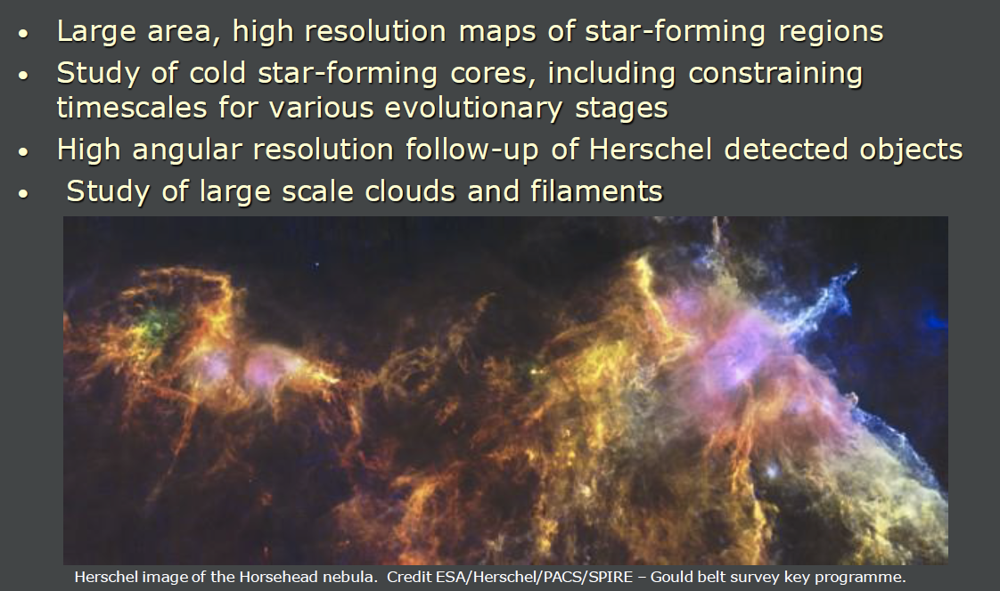 • Large area, high resolution maps of star-forming regions
• Study of cold star-forming cores, including constraining
timescales for various evolutionary stages
• High angular resolution follow-up of Herschel detected objects
• Study of large scale clouds and filaments
Herschel image of the Horsehead nebula. Credit ESA/Herschel/PACS/SPIRE – Gould belt survey key programme.